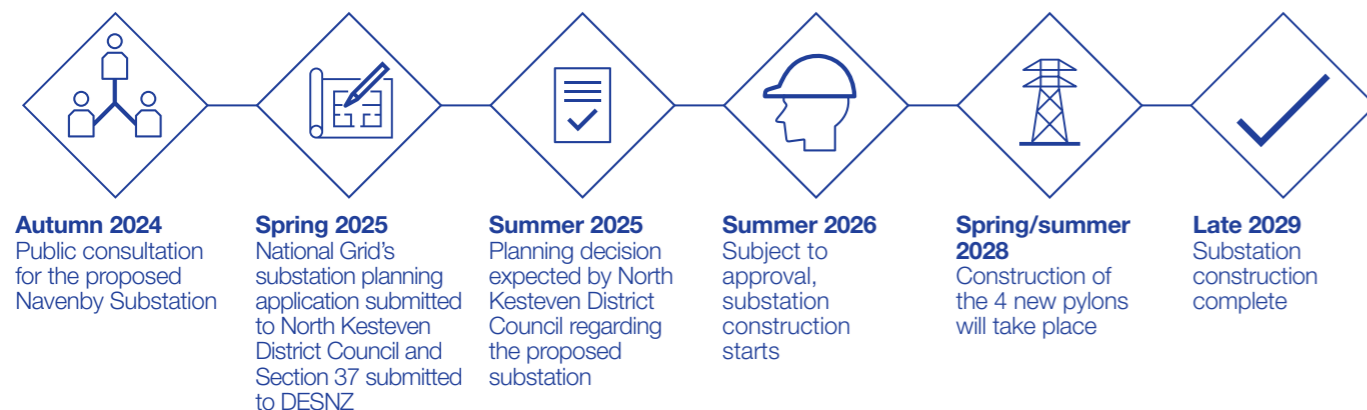 Autumn 2024
Public consultation
for the proposed
Navenby Substation
Spring 2025
National Grid's
substation planning
application submitted
to North Kesteven
District Council and
Section 37 submitted
to DESNZ
Summer 2025
Planning decision
expected by North
Kesteven District
Council regarding
the proposed
substation
Summer 2026
Subject to
approval,
substation
construction
starts
Spring/summer
2028
Construction of
the 4 new pylons
will take place
Late 2029
Substation
construction
complete